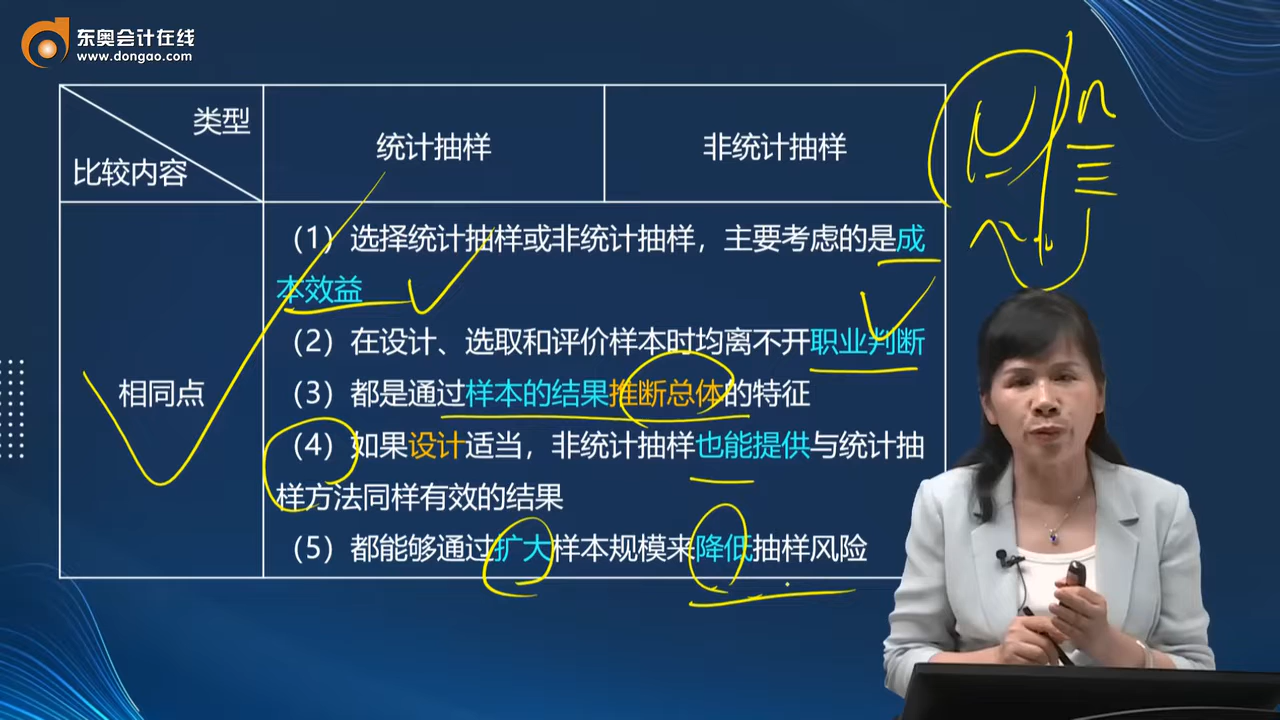 东奥会计在线
www.dongao.com
类型
比较内容
统计抽样
非统计抽样
相同点
（1）选择统计抽样或非统计抽样，主要考虑的是成
本效益
（2）在设计、选取和评价样本时均离不开职业判断
（3）都是通过样本的结果推断总体的特征
（4）如果设计适当，非统计抽样也能提供与统计抽
样方法同样有效的结果
（5）都能够通过扩大样本规模来降低抽样风险
n